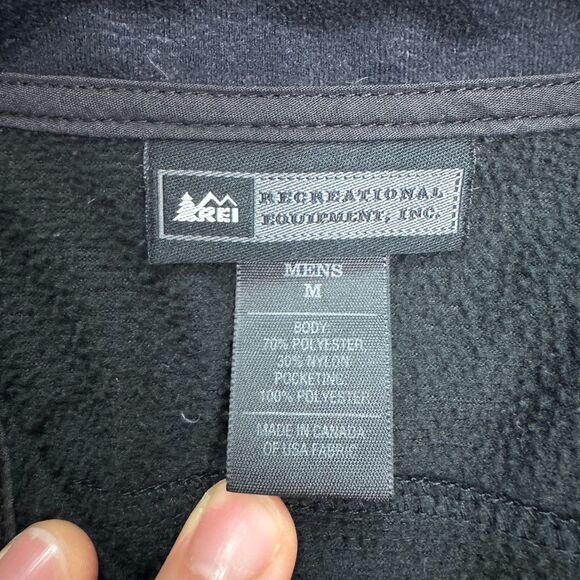 REI
RECREATIONAL
EQUIPMENT, INC.
MENS
M
BODY:
70% POLYESTER
30% NYLON
POCKETING:
100% POLYESTER
MADE IN CANADA
OF USA FABRIC